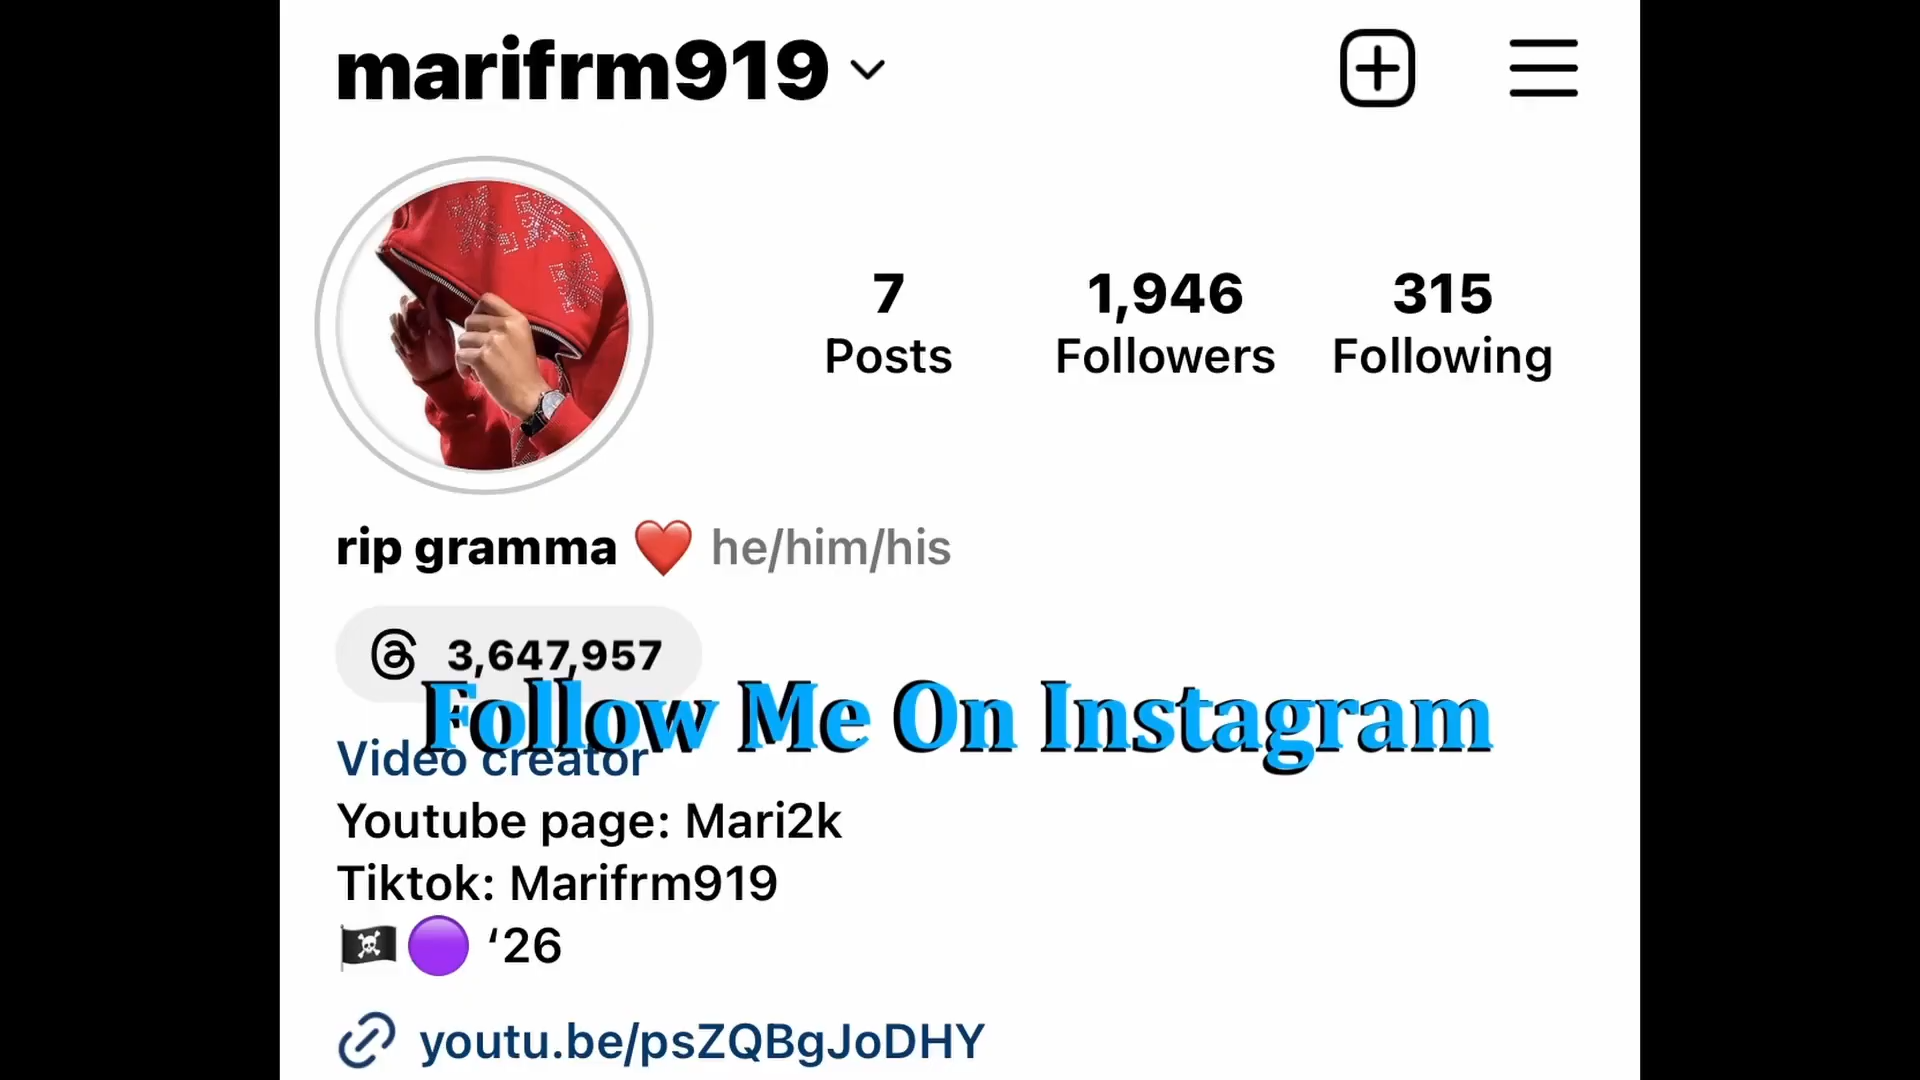 marifrm919
7 1,946 315
Posts Followers Following
rip gramma ❤️ he/him/his
3,647,957
Follow Me On Instagram
Video creator
Youtube page: Mari2k
Tiktok: Marifrm919
🏴‍☠️🟣 ‘26
youtu.be/psZQBgJoDHY